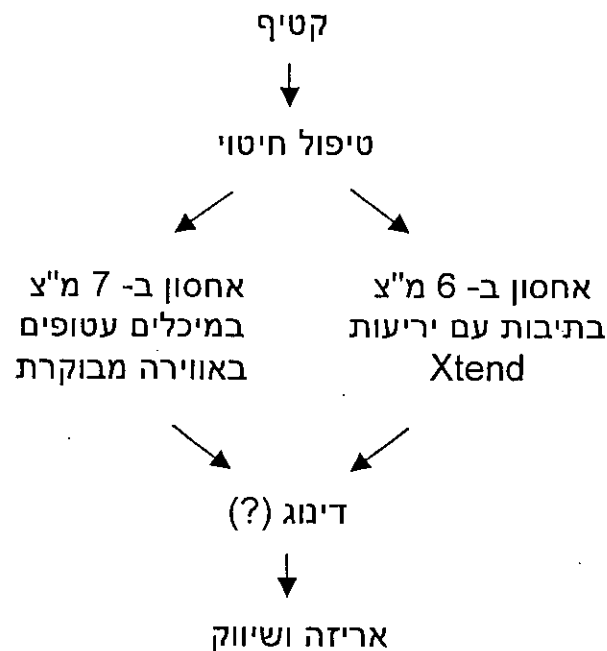 קטיף
טיפול חיטוי
אחסון ב- 6 מ"צ
בתיבות עם יריעות
Xtend
אחסון ב- 7 מ"צ
במיכלים עטופים
באווירה מבוקרת
דינוג (?)
אריזה ושיווק